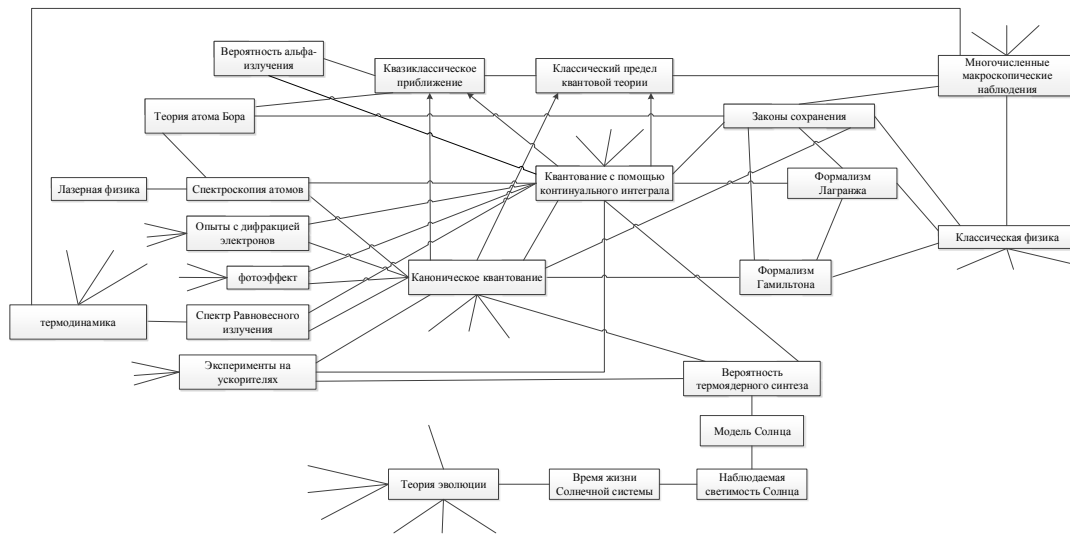 Вероятность альфа-
излучения
Квазиклассическое
приближение
Классический предел
квантовой теории
Многочисленные
макроскопические
наблюдения
Теория атома Бора
Законы сохранения
Лазерная физика
Спектроскопия атомов
Квантование с помощью
континуального интеграла
Формализм
Лагранжа
Опыты с дифракцией
электронов
Классическая физика
фотоэффект
Каноническое квантование
Формализм
Гамильтона
термодинамика
Спектр Равновесного
излучения
Эксперименты на
ускорителях
Вероятность
термоядерного синтеза
Модель Солнца
Теория эволюции
Время жизни
Солнечной системы
Наблюдаемая
светимость Солнца